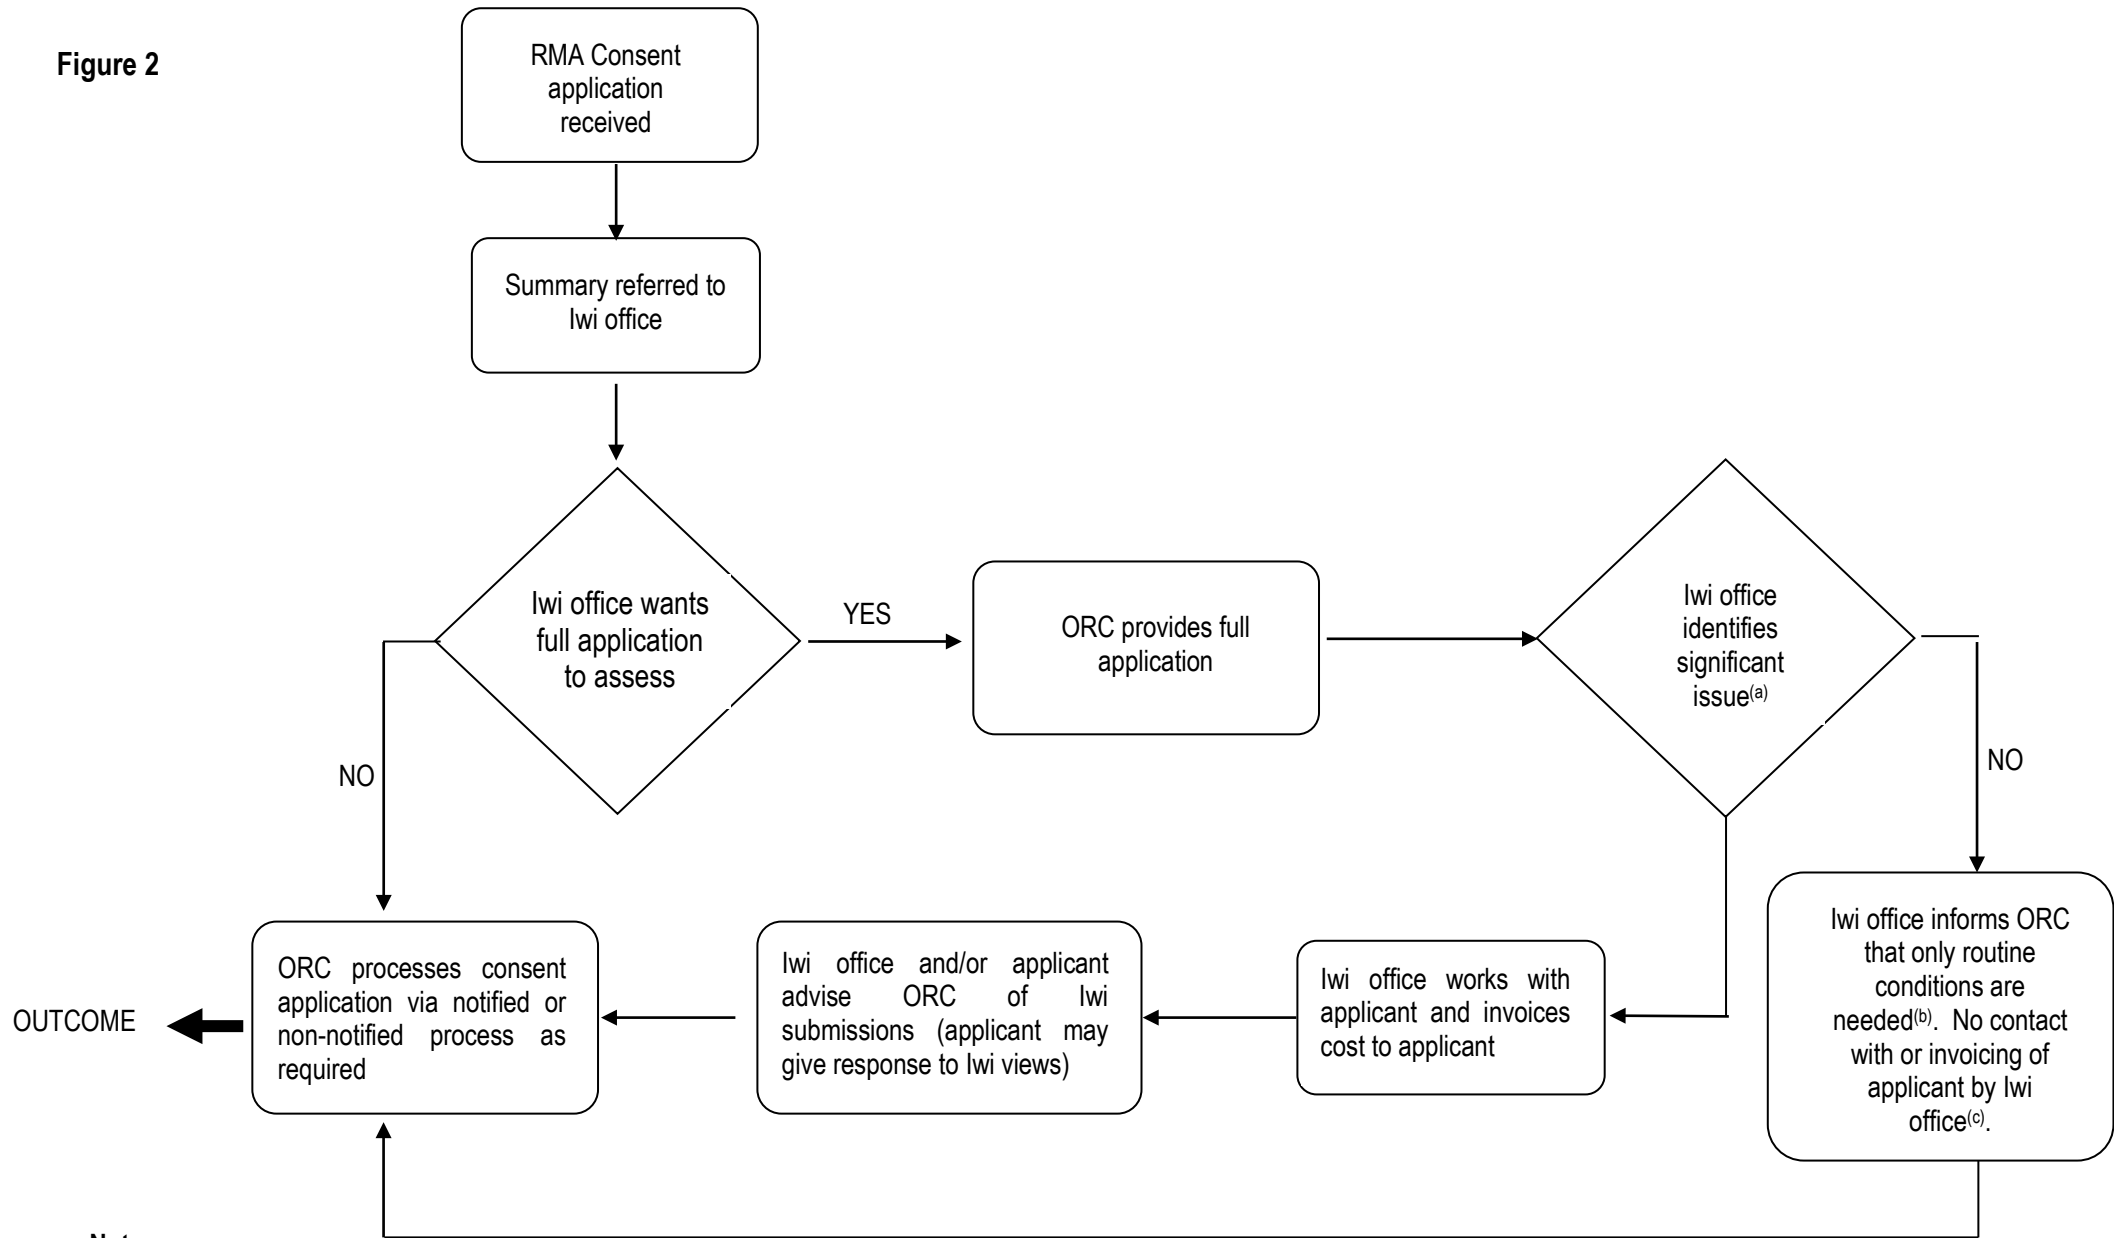 Figure 2
RMA Consent
application
received
Summary referred to
Iwi office
Iwi office wants
full application
to assess
YES
ORC provides full
application
Iwi office
identifies
significant
issue(a)
NO
NO
ORC processes consent
application via notified or
non-notified process as
required
OUTCOME
Iwi office and/or applicant
advise ORC of Iwi
submissions (applicant may
give response to Iwi views)
Iwi office works with
applicant and invoices
cost to applicant
Iwi office informs ORC
that only routine
conditions are
needed(b). No contact
with or invoicing of
applicant by Iwi
office(c).